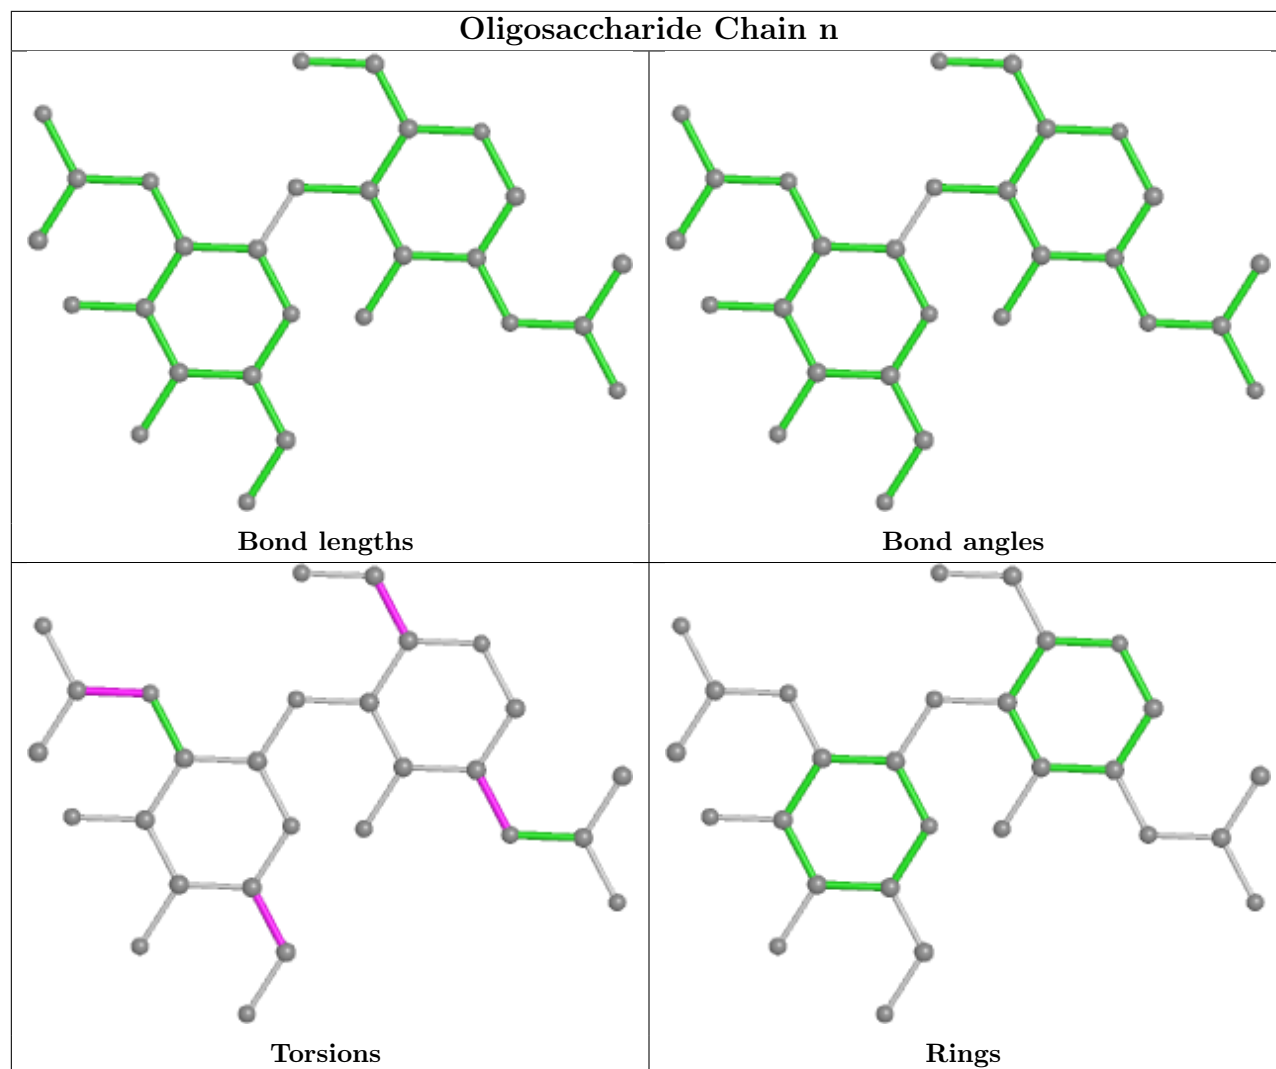 Oligosaccharide Chain n
Bond lengths
Bond angles
Torsions
Rings